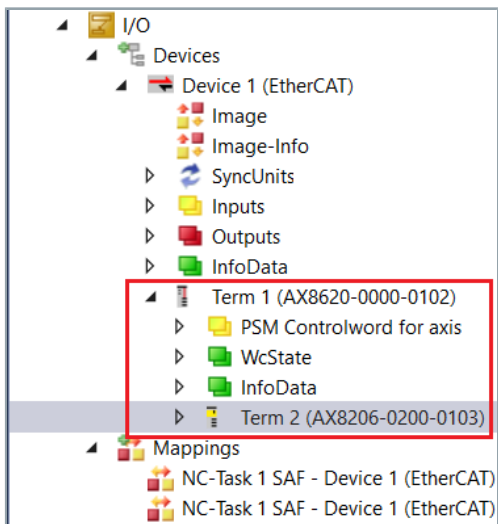 I/O
Devices
Device 1 (EtherCAT)
Image
Image-Info
SyncUnits
Inputs
Outputs
InfoData
Term 1 (AX8620-0000-0102)
PSM Controlword for axis
WcState
InfoData
Term 2 (AX8206-0200-0103)
Mappings
NC-Task 1 SAF - Device 1 (EtherCAT)
NC-Task 1 SAF - Device 1 (EtherCAT)